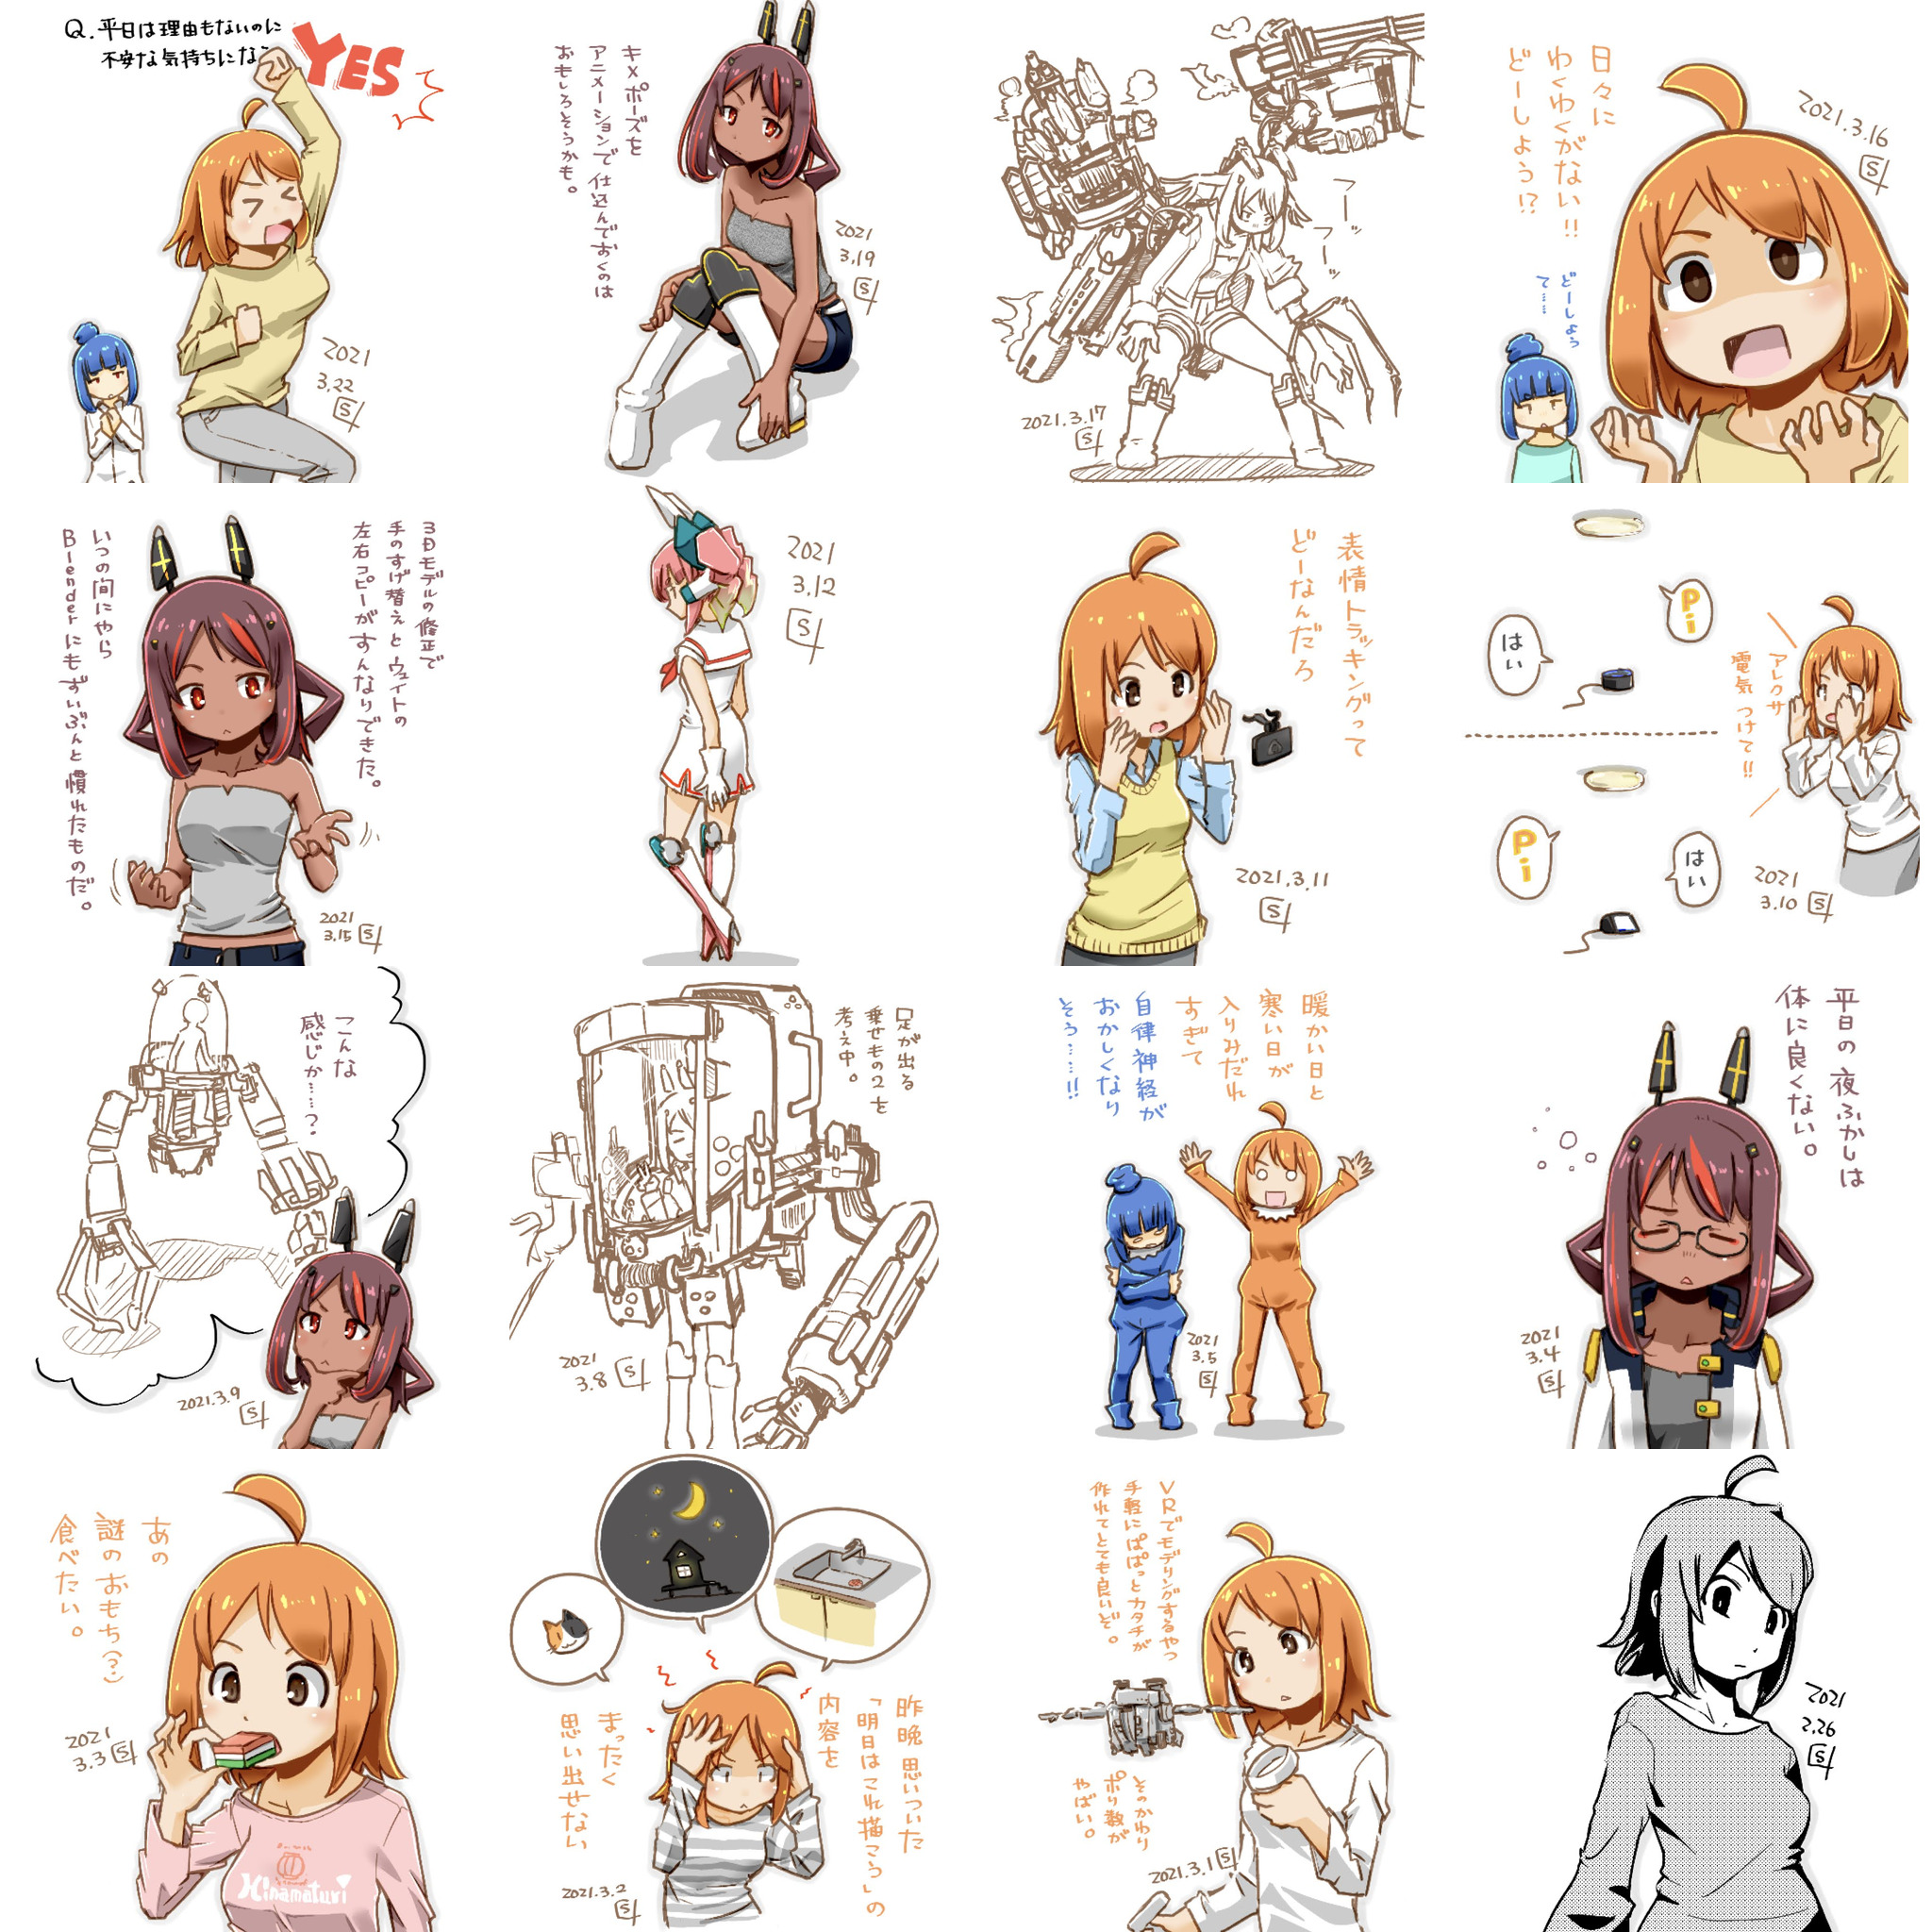 Q.平日は理由もないのに
不安な気持ちになる
YES
2021
3.22
キメポーズを
アニメーションで仕込んでおくのは
おもしろそうかも。
2021
3.19
フーッ
フーッ
2021.3.17
日々に
わくわくがない!!
どーしよう!?
どーしよう
て……
2021.3.16
3Dモデルの修正で
手のすげ替えとウェイトの
左右コピーがすんなりできた。
いつの間にやら
Blenderにもずいぶんと慣れたものだ。
2021
3.15
2021
3.12
表情トラッキングって
どーなんだろ
2021.3.11
Pi
はい
アレクサ
電気つけて!!
Pi
はい
2021
3.10
こんな
感じか……?
2021.3.9
足が出る
乗せもの2を
考え中。
2021
3.8
暖かい日と
寒い日が
入りみだれ
すぎて
自律神経が
おかしくなり
そう……!!
2021
3.5
平日の夜ふかしは
体に良くない。
2021
3.4
あの
謎のおもち(?)
食べたい。
2021
3.3
Hinamaturi
昨晩思いついた
「明日はこれ描こう」の
内容を
まったく
思い出せない
2021.3.2
VRでモデリングするやつ
手軽にぱぱっとカタチが
作れてとても良いぞ。
そのかわり
ポリ数が
やばい。
2021.3.1
2021
2.26